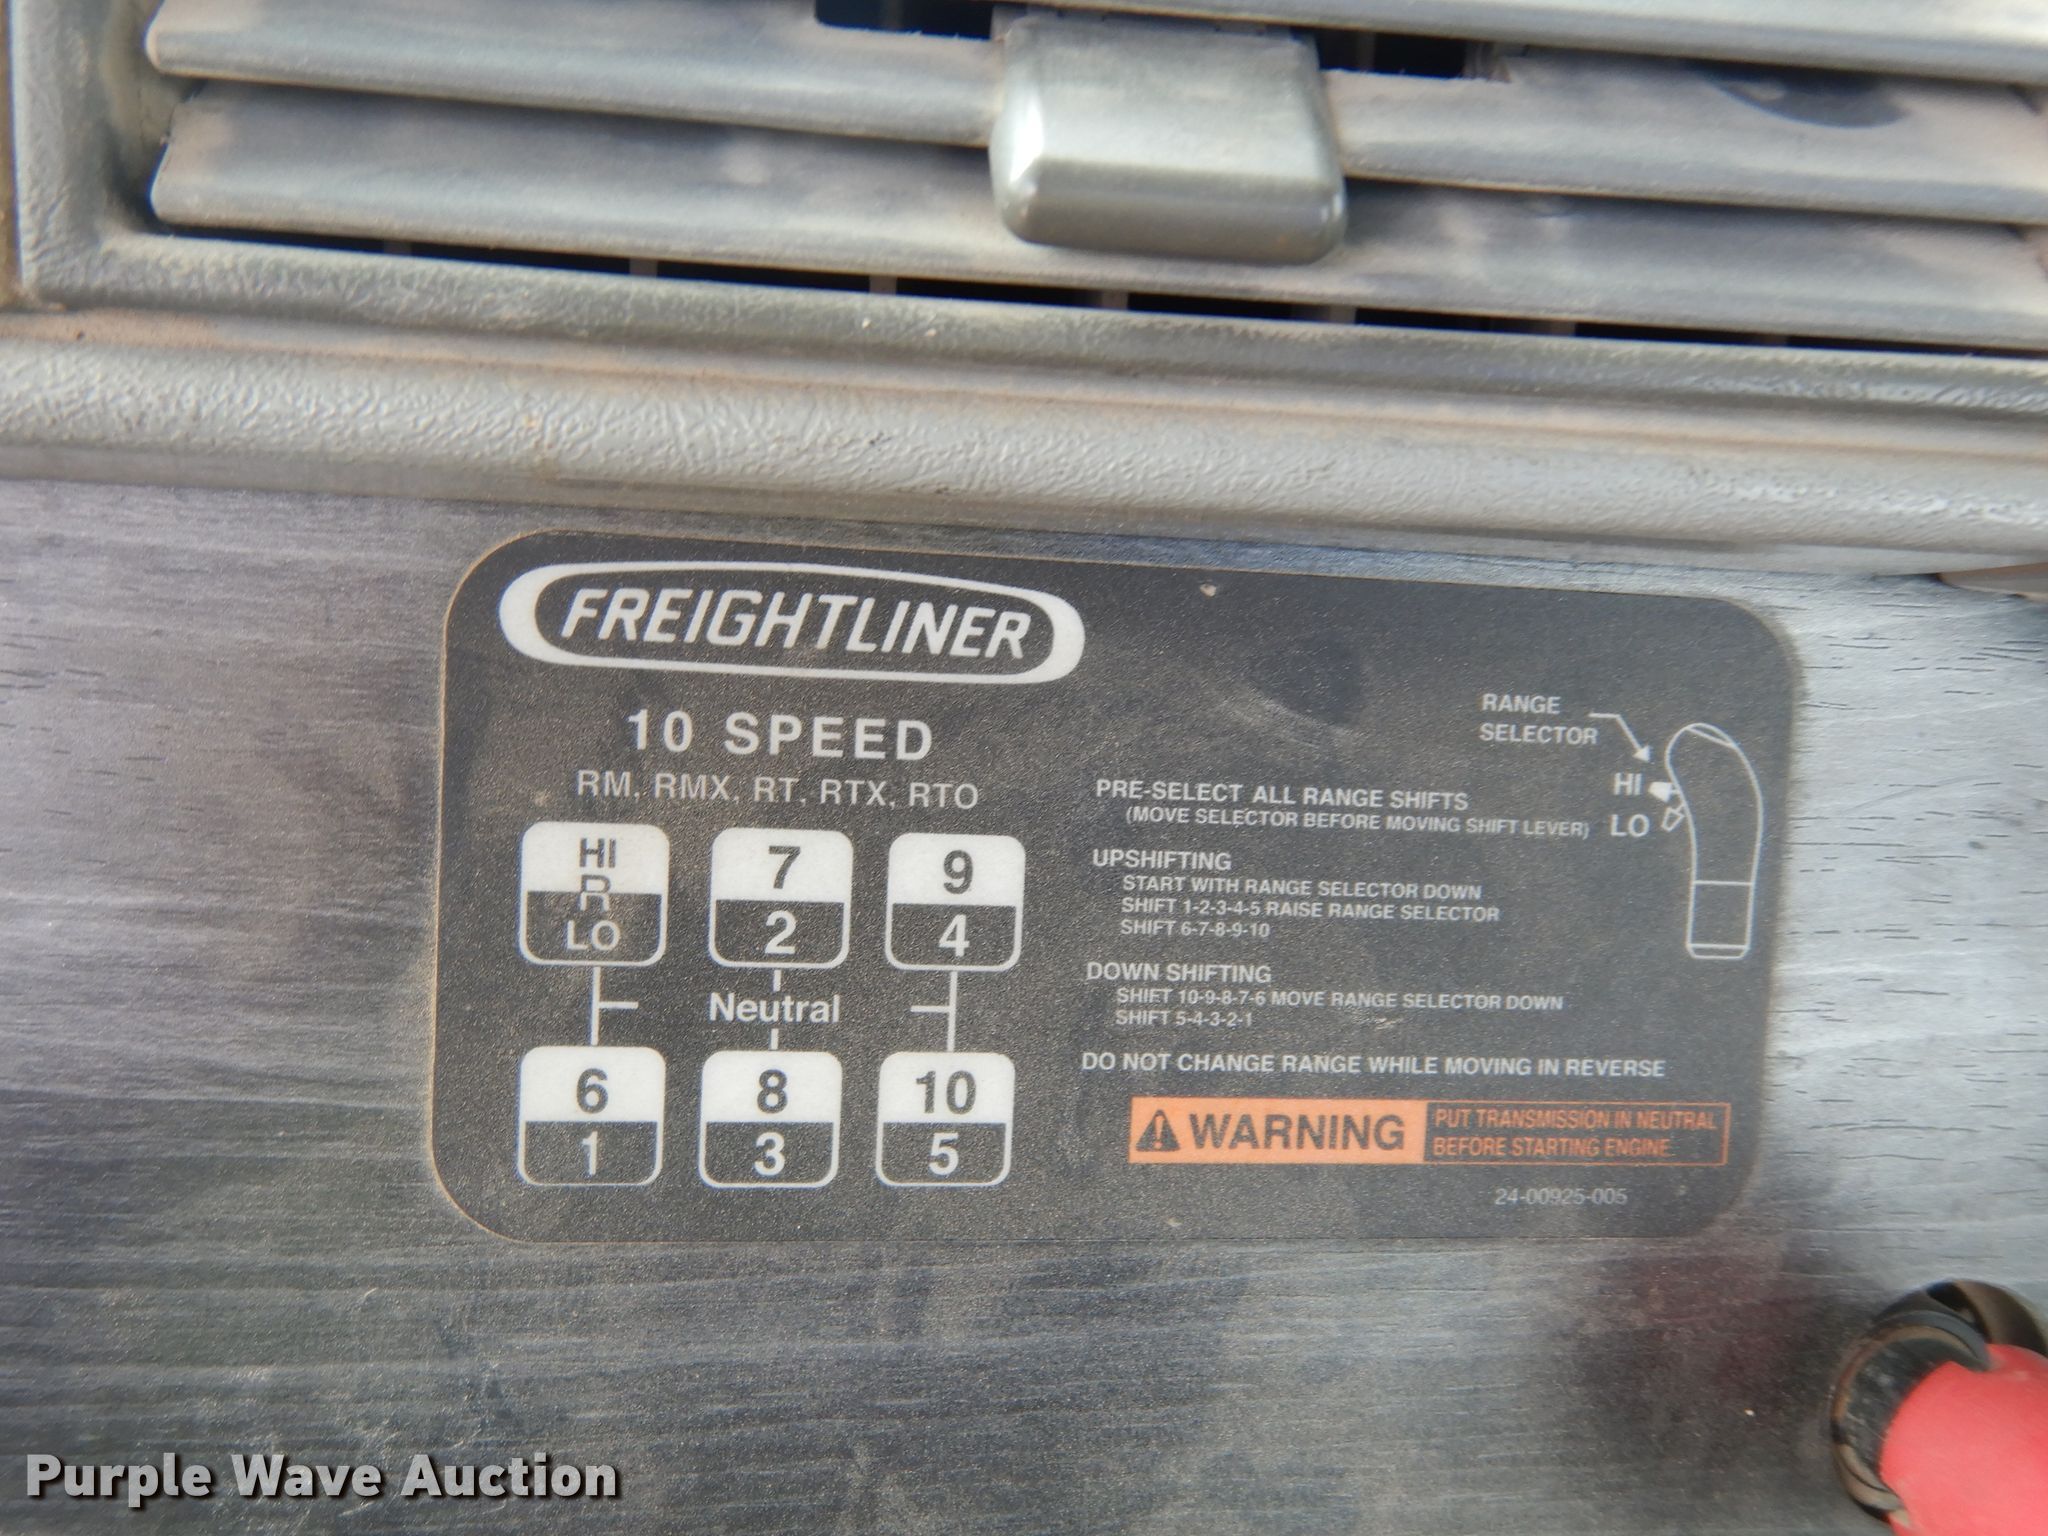 FREIGHTLINER
10 SPEED
RM, RMX, RT, RTX, RTO
HI
R
LO
7
2
9
4
Neutral
6
1
8
3
10
5
RANGE
SELECTOR
HI
LO
PRE-SELECT ALL RANGE SHIFTS
(MOVE SELECTOR BEFORE MOVING SHIFT LEVER)
UPSHIFTING
START WITH RANGE SELECTOR DOWN
SHIFT 1-2-3-4-5 RAISE RANGE SELECTOR
SHIFT 6-7-8-9-10
DOWN SHIFTING
SHIFT 10-9-8-7-6 MOVE RANGE SELECTOR DOWN
SHIFT 5-4-3-2-1
DO NOT CHANGE RANGE WHILE MOVING IN REVERSE
WARNING
PUT TRANSMISSION IN NEUTRAL
BEFORE STARTING ENGINE.
24-00925-005
Purple Wave Auction